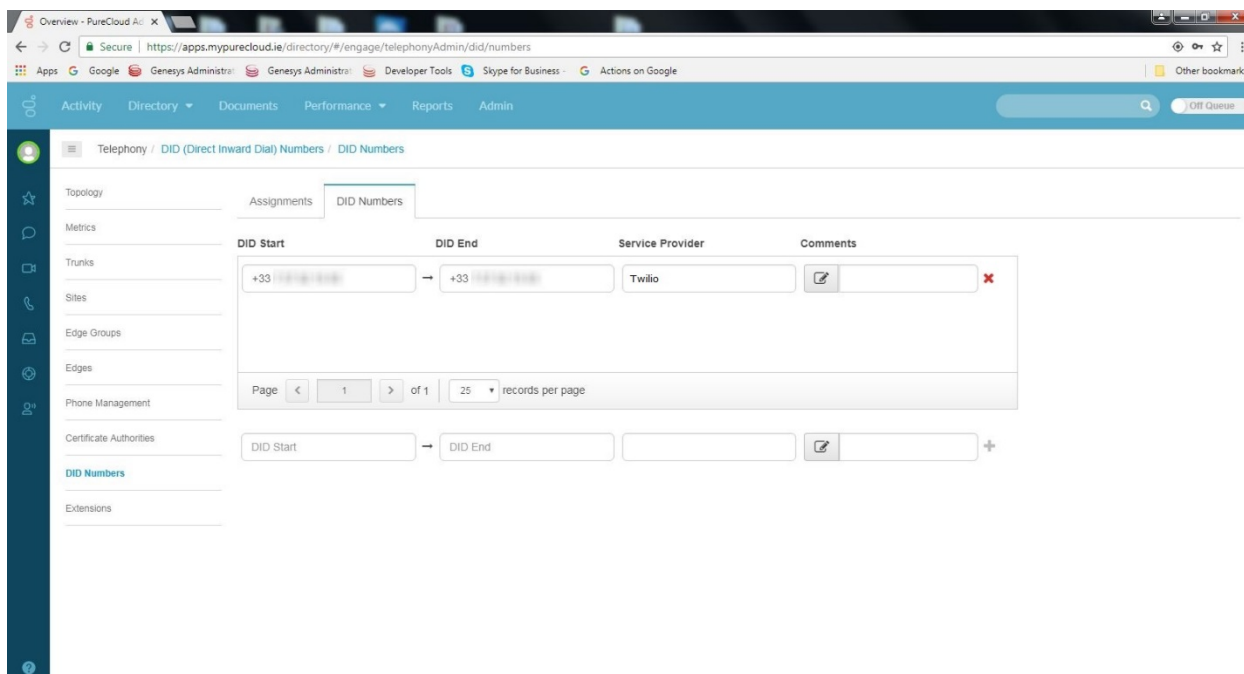 Overview - PureCloud Ad
Secure | https://apps.mypurecloud.ie/directory/#/engage/telephonyAdmin/did/numbers
Apps Google Genesys Administra Genesys Administra Developer Tools Skype for Business - Actions on Google Other bookmark
Activity Directory Documents Performance Reports Admin Off Queue
Telephony / DID (Direct Inward Dial) Numbers / DID Numbers
Topology
Metrics
Trunks
Sites
Edge Groups
Edges
Phone Management
Certificate Authorities
DID Numbers
Extensions
Assignments DID Numbers
DID Start DID End Service Provider Comments
+33 → +33 Twilio
Page < 1 > of 1 25 records per page
DID Start → DID End